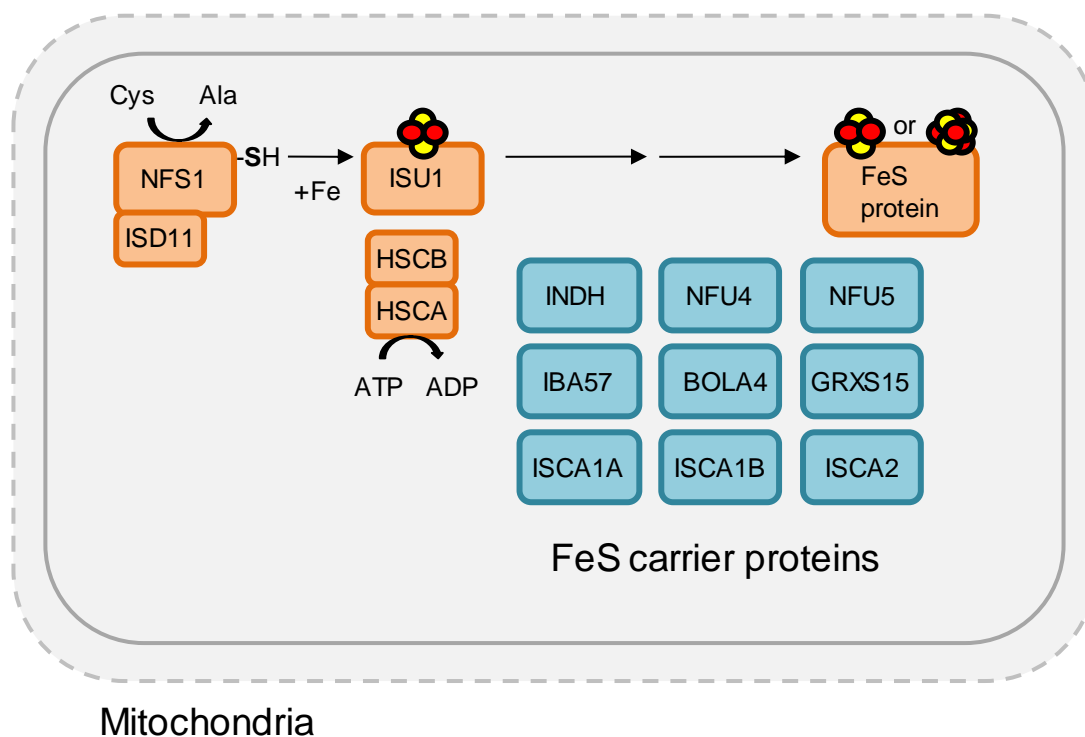 Cys Ala
or
-SH
NFS1
+Fe
ISU1
FeS
protein
ISD11
HSCB
HSCA
ATP ADP
INDH NFU4 NFU5
IBA57 BOLA4 GRXS15
ISCA1A ISCA1B ISCA2
FeS carrier proteins
Mitochondria